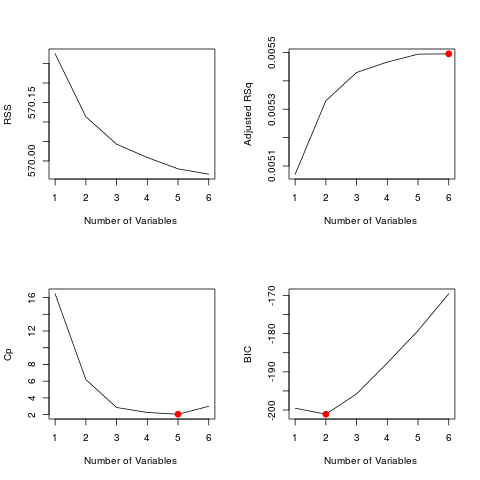 RSS
570.00 570.15
1 2 3 4 5 6
Number of Variables
Adjusted RSq
0.0051 0.0053 0.0055
1 2 3 4 5 6
Number of Variables
Cp
2 4 6 8 12 16
1 2 3 4 5 6
Number of Variables
BIC
-200 -190 -180 -170
1 2 3 4 5 6
Number of Variables